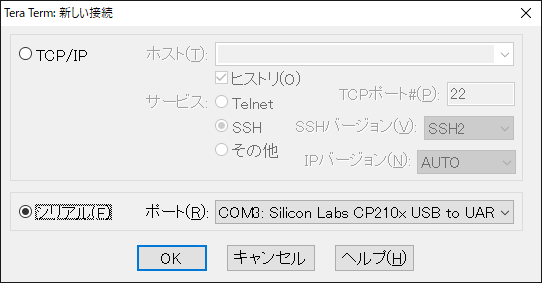 Tera Term: 新しい接続
TCP/IP ホスト(T):
ヒストリ(O)
サービス: Telnet TCPポート#(P): 22
SSH SSHバージョン(V): SSH2
その他 IPバージョン(N): AUTO
シリアル(E) ポート(R): COM3: Silicon Labs CP210x USB to UAR
OK キャンセル ヘルプ(H)